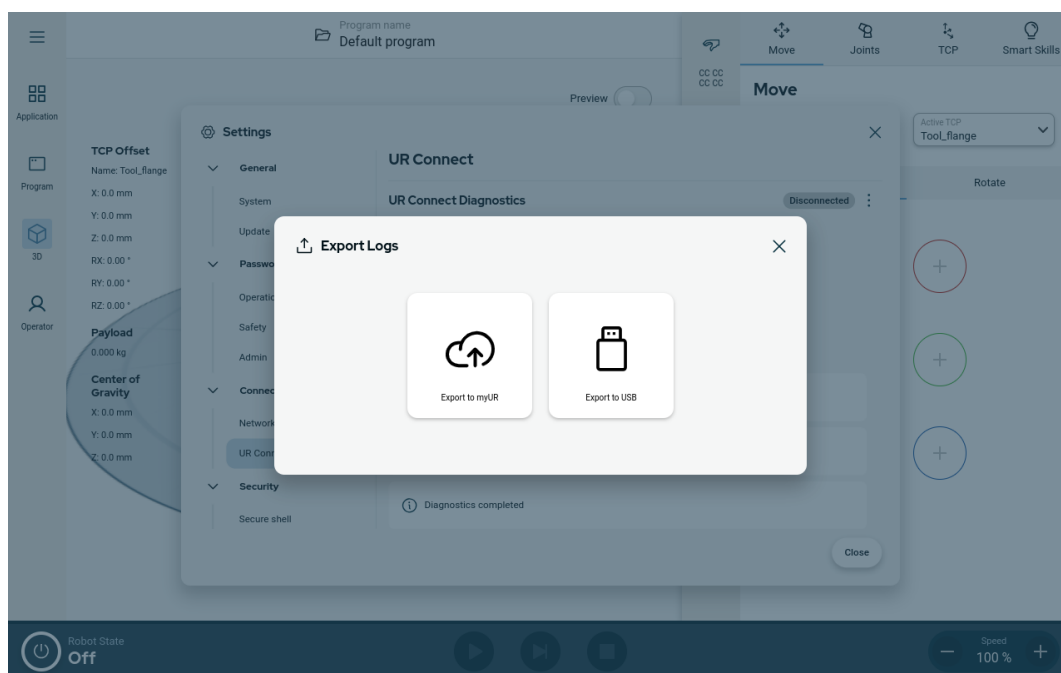 Program name
Default program
Application
Program
3D
Operator
Preview
TCP Offset
Name: Tool_flange
X: 0.0 mm
Y: 0.0 mm
Z: 0.0 mm
RX: 0.00 °
RY: 0.00 °
RZ: 0.00 °
Payload
0.000 kg
Center of
Gravity
X: 0.0 mm
Y: 0.0 mm
Z: 0.0 mm
Settings
General
System
Update
Passwo
Operatio
Safety
Admin
Connec
Network
UR Conn
Security
Secure shell
UR Connect
UR Connect Diagnostics
Disconnected
Export Logs
Export to myUR
Export to USB
Diagnostics completed
Close
CC CC
CC CC
Move
Joints
TCP
Smart Skills
Move
Active TCP
Tool_flange
Rotate
Robot State
Off
Speed
100 %